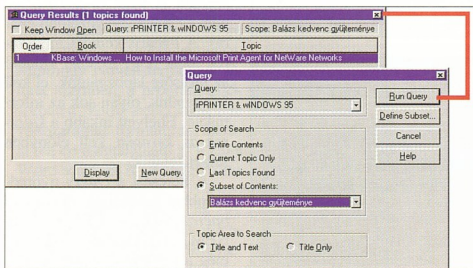 Query Results (1 topics found)
Keep Window Open Query: rPRINTER & wINDOWS 95 Scope: Balázs kedvenc gyűjteménye
Order Book Topic
1 KBase: Windows ... How to Install the Microsoft Print Agent for NetWare Networks
Display New Query
Query
Query:
rPRINTER & wINDOWS 95
Run Query
Define Subset...
Cancel
Help
Scope of Search
Entire Contents
Current Topic Only
Last Topics Found
Subset of Contents:
Balázs kedvenc gyűjteménye
Topic Area to Search
Title and Text Title Only